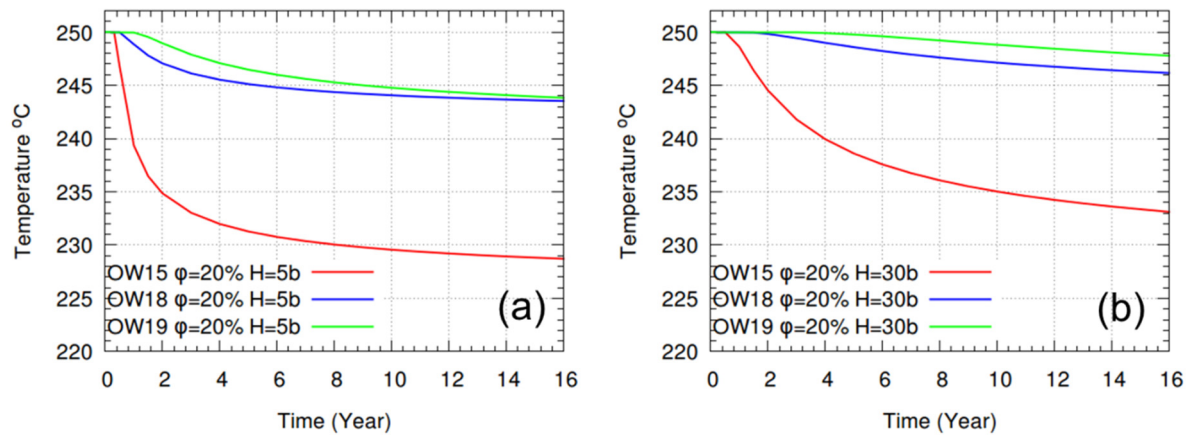 250
245
240
235
230
225
220
Temperature °C
OW15 φ=20% H=5b
OW18 φ=20% H=5b
OW19 φ=20% H=5b
(a)
0 2 4 6 8 10 12 14 16
Time (Year)
250
245
240
235
230
225
220
Temperature °C
OW15 φ=20% H=30b
OW18 φ=20% H=30b
OW19 φ=20% H=30b
(b)
0 2 4 6 8 10 12 14 16
Time (Year)